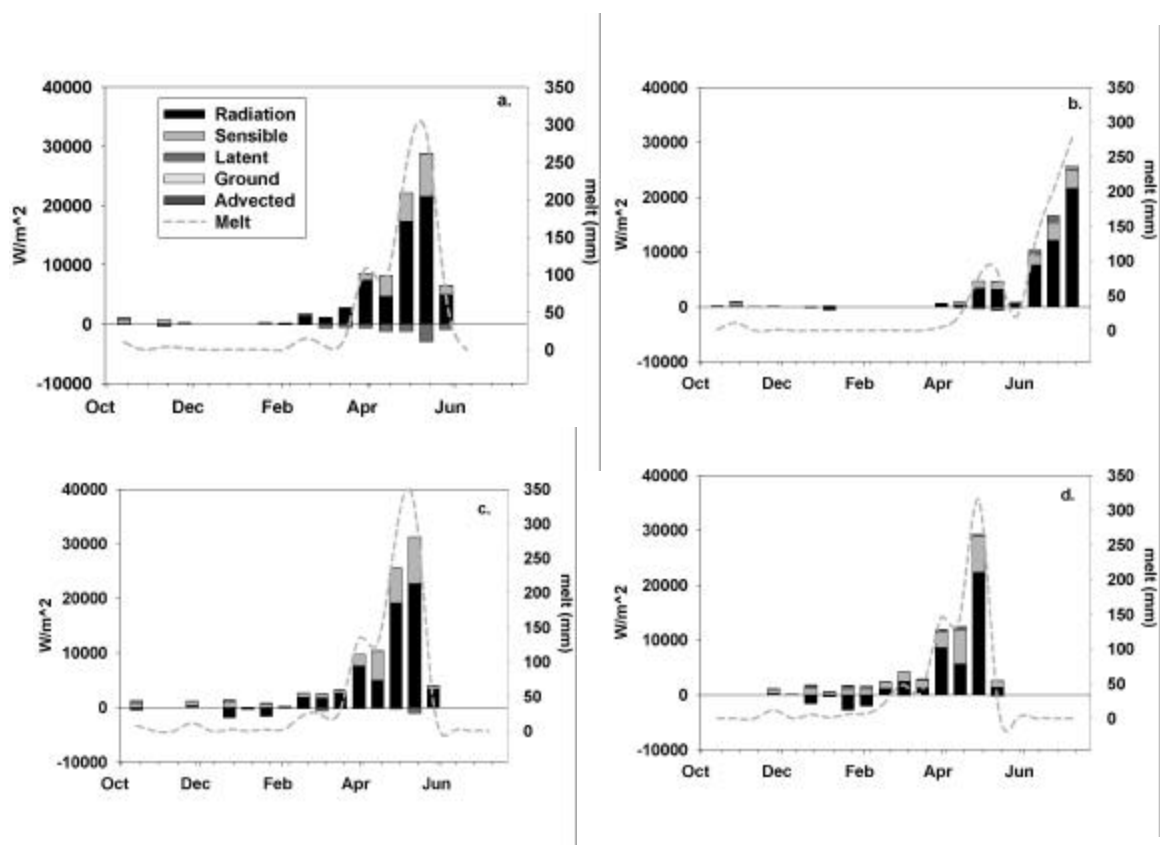 a.
40000
30000
20000
10000
0
-10000
W/m^2
Radiation
Sensible
Latent
Ground
Advected
Melt
350
300
250
200
150
100
50
0
melt (mm)
Oct Dec Feb Apr Jun
b.
40000
30000
20000
10000
0
-10000
W/m^2
350
300
250
200
150
100
50
0
melt (mm)
Oct Dec Feb Apr Jun
c.
40000
30000
20000
10000
0
-10000
W/m^2
350
300
250
200
150
100
50
0
melt (mm)
Oct Dec Feb Apr Jun
d.
40000
30000
20000
10000
0
-10000
W/m^2
350
300
250
200
150
100
50
0
melt (mm)
Oct Dec Feb Apr Jun